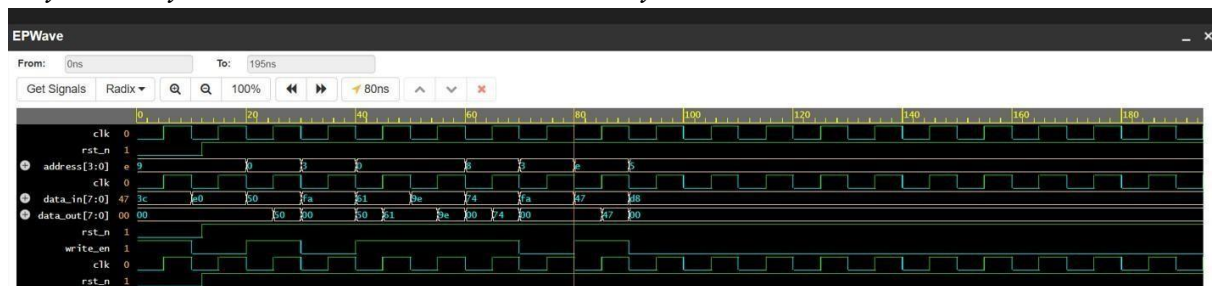 EPWave
From: 0ns To: 195ns
Get Signals Radix 100% 80ns
0 20 40 60 80 100 120 140 160 180
clk 0
rst_n 1
address[3:0] e 9 0 3 0 8 3 e 5
clk 0
data_in[7:0] 47 3c e0 50 fa 61 9e 74 fa 47 d8
data_out[7:0] 00 00 50 00 50 61 9e 00 74 00 47 00
rst_n 1
write_en 1
clk 0
rst_n 1